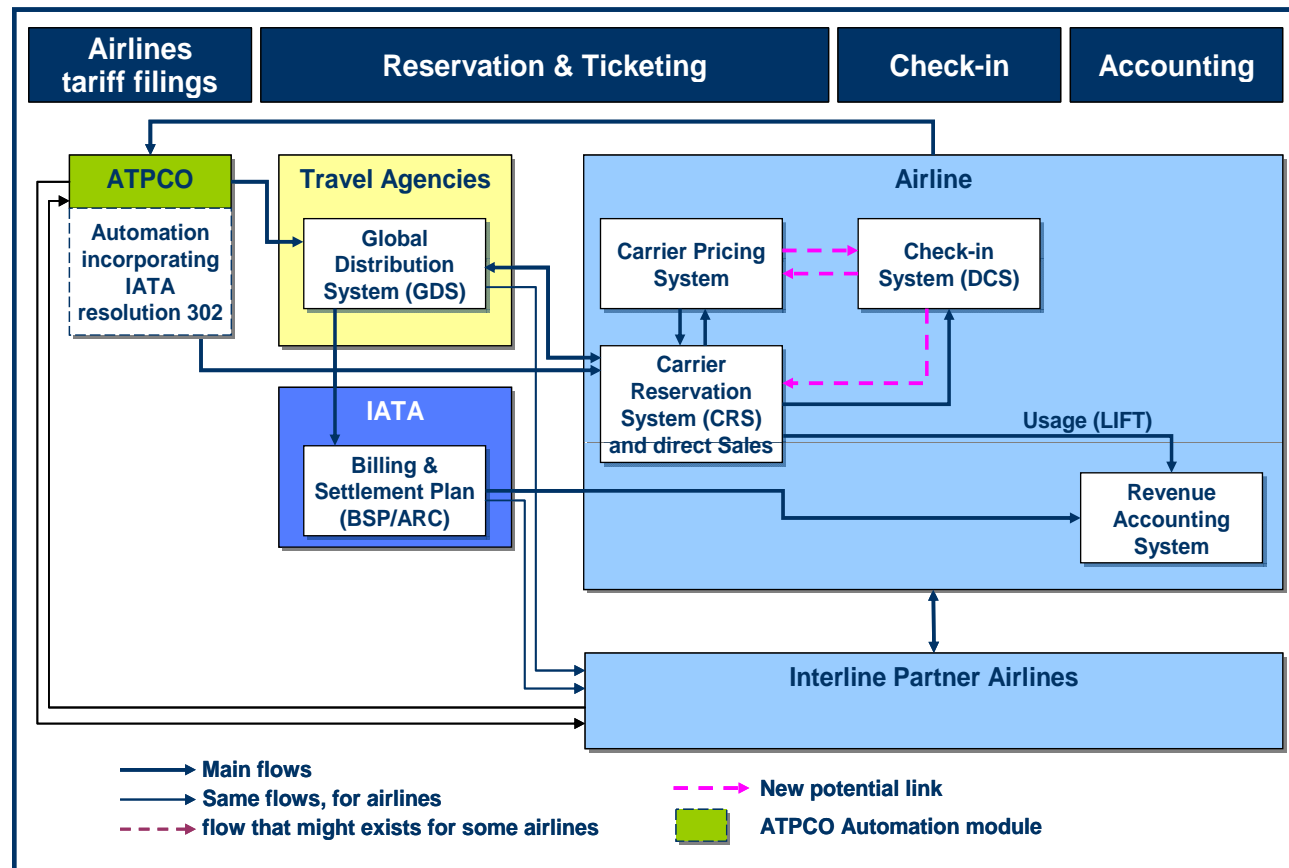 Airlines
tariff filings
Reservation & Ticketing
Check-in
Accounting
ATPCO
Automation
incorporating
IATA
resolution 302
Travel Agencies
Global
Distribution
System (GDS)
IATA
Billing &
Settlement Plan
(BSP/ARC)
Airline
Carrier Pricing
System
Check-in
System (DCS)
Carrier
Reservation
System (CRS)
and direct Sales
Usage (LIFT)
Revenue
Accounting
System
Interline Partner Airlines
Main flows
Same flows, for airlines
flow that might exists for some airlines
New potential link
ATPCO Automation module